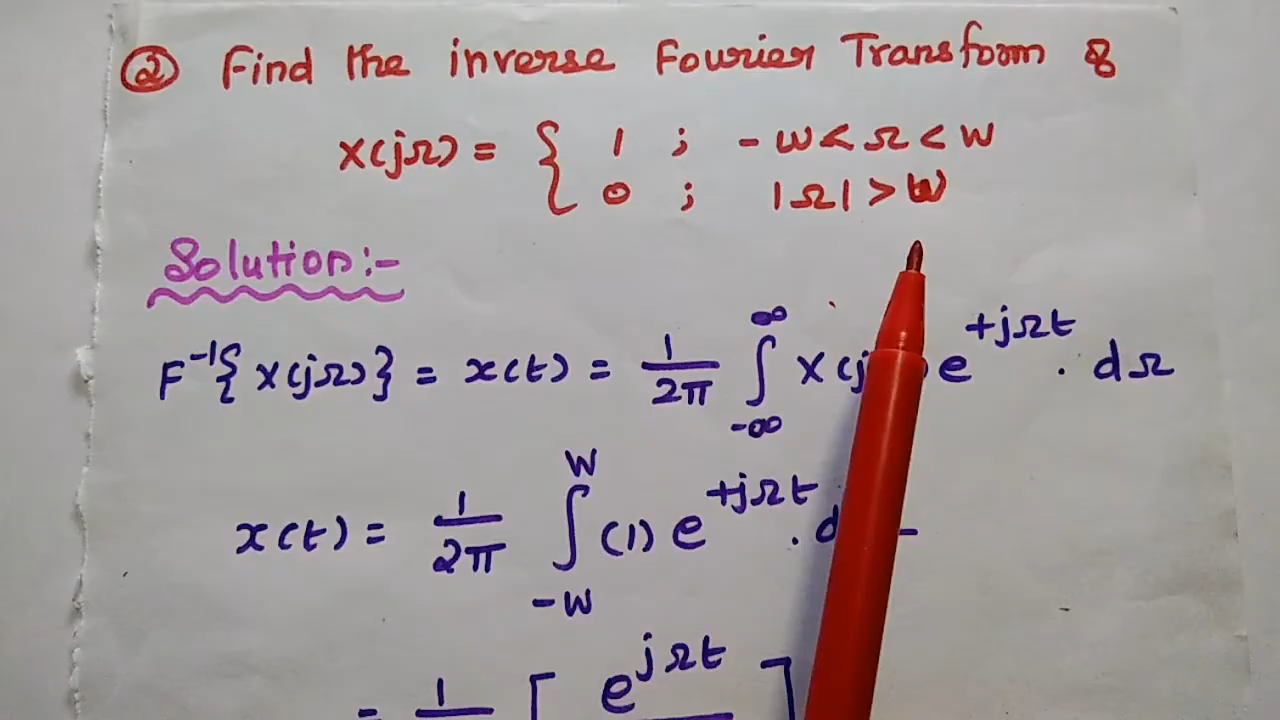 ② Find the inverse Fourier Transform of
X(jΩ) = { 1 ; -W < Ω < W
0 ; |Ω| > W
Solution:-
F⁻¹{X(jΩ)} = x(t) = 1/2π ∫_{-∞}^{∞} X(j e^{+jΩt} . dΩ
x(t) = 1/2π ∫_{-W}^{W} (1) e^{+jΩt} . d
= 1 [ e^{jΩt} ]